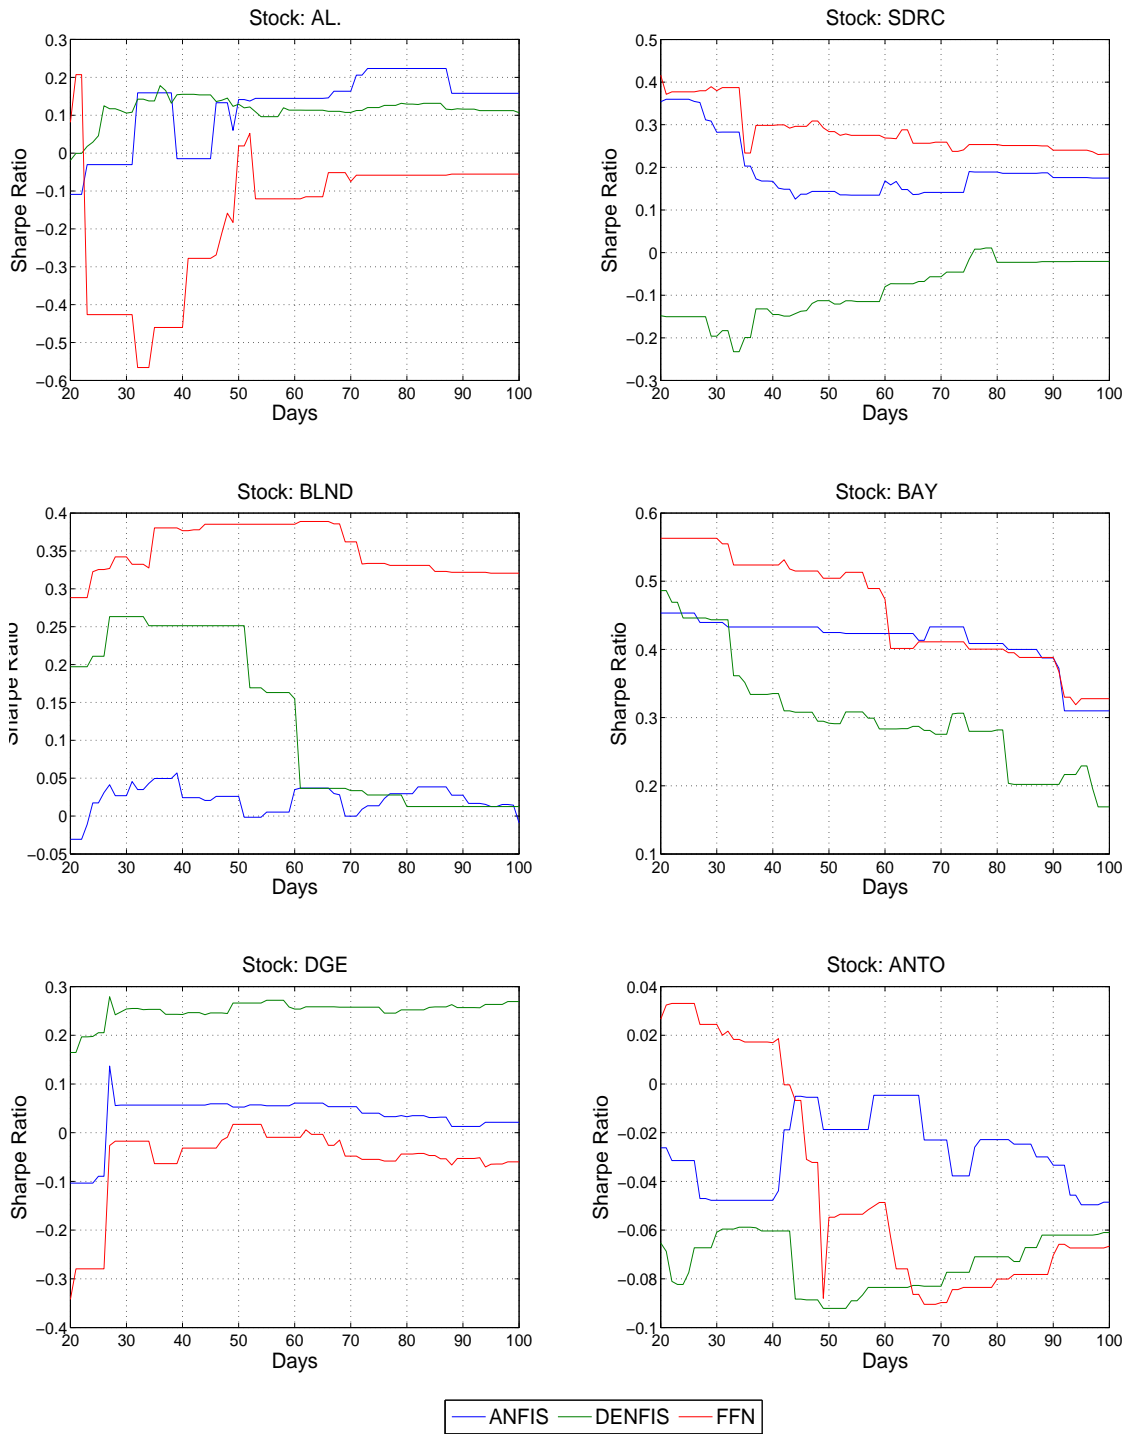 Stock: AL.
0.3
0.2
0.1
0
−0.1
−0.2
−0.3
−0.4
−0.5
−0.6
Sharpe Ratio
20 30 40 50 60 70 80 90 100
Days
Stock: SDRC
0.5
0.4
0.3
0.2
0.1
0
−0.1
−0.2
−0.3
Sharpe Ratio
20 30 40 50 60 70 80 90 100
Days
Stock: BLND
0.4
0.35
0.3
0.25
0.2
0.15
0.1
0.05
0
−0.05
Sharpe Ratio
20 30 40 50 60 70 80 90 100
Days
Stock: BAY
0.6
0.5
0.4
0.3
0.2
0.1
Sharpe Ratio
20 30 40 50 60 70 80 90 100
Days
Stock: DGE
0.3
0.2
0.1
0
−0.1
−0.2
−0.3
−0.4
Sharpe Ratio
20 30 40 50 60 70 80 90 100
Days
Stock: ANTO
0.04
0.02
0
−0.02
−0.04
−0.06
−0.08
−0.1
Sharpe Ratio
20 30 40 50 60 70 80 90 100
Days
ANFIS DENFIS FFN